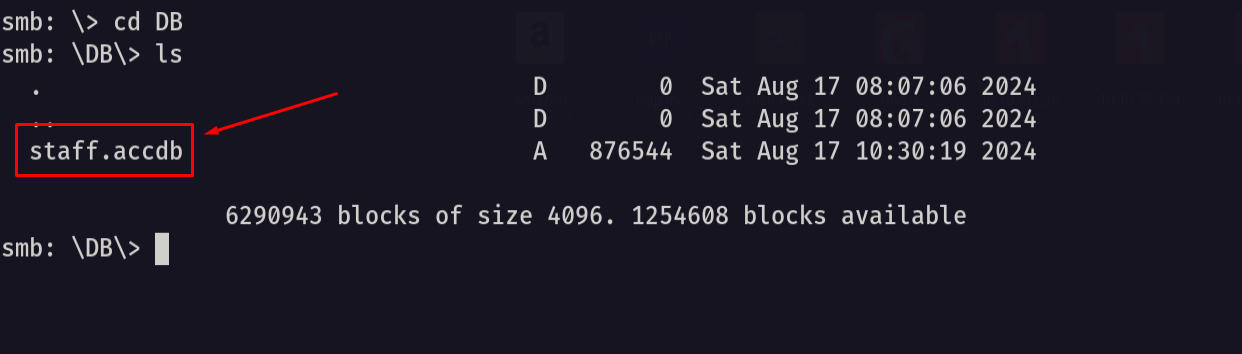 smb: \> cd DB
smb: \DB\> ls
. D 0 Sat Aug 17 08:07:06 2024
.. D 0 Sat Aug 17 08:07:06 2024
staff.accdb A 876544 Sat Aug 17 10:30:19 2024
6290943 blocks of size 4096. 1254608 blocks available
smb: \DB\>